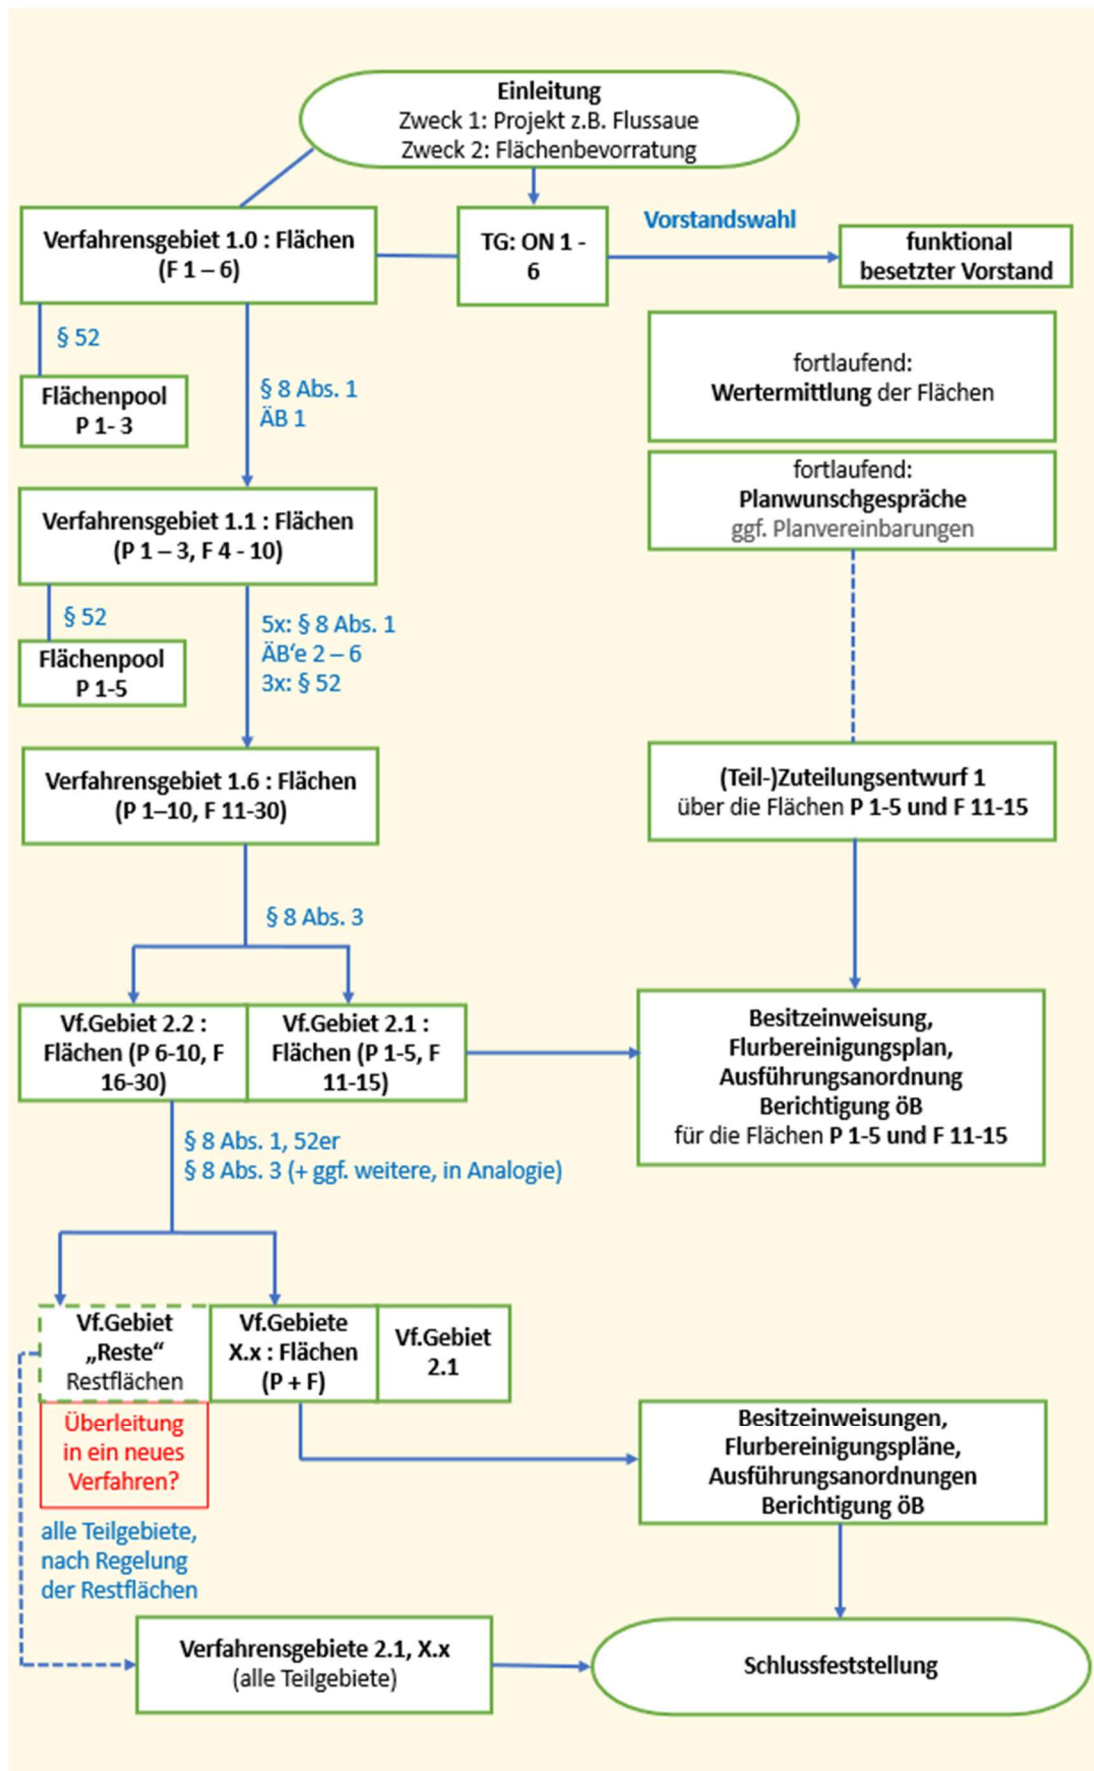 Einleitung
Zweck 1: Projekt z.B. Flussaue
Zweck 2: Flächenbevorratung
Verfahrensgebiet 1.0 : Flächen
(F 1 – 6)
TG: ON 1 -
6
Vorstandswahl
funktional
besetzter Vorstand
§ 52
Flächenpool
P 1- 3
§ 8 Abs. 1
ÄB 1
fortlaufend:
Wertermittlung der Flächen
fortlaufend:
Planwunschgespräche
ggf. Planvereinbarungen
Verfahrensgebiet 1.1 : Flächen
(P 1 – 3, F 4 - 10)
§ 52
Flächenpool
P 1-5
5x: § 8 Abs. 1
ÄB‘e 2 – 6
3x: § 52
Verfahrensgebiet 1.6 : Flächen
(P 1–10, F 11-30)
(Teil-)Zuteilungsentwurf 1
über die Flächen P 1-5 und F 11-15
§ 8 Abs. 3
Vf.Gebiet 2.2 :
Flächen (P 6-10, F
16-30)
Vf.Gebiet 2.1 :
Flächen (P 1-5, F
11-15)
Besitzeinweisung,
Flurbereinigungsplan,
Ausführungsanordnung
Berichtigung öB
für die Flächen P 1-5 und F 11-15
§ 8 Abs. 1, 52er
§ 8 Abs. 3 (+ ggf. weitere, in Analogie)
Vf.Gebiet
„Reste“
Restflächen
Vf.Gebiete
X.x : Flächen
(P + F)
Vf.Gebiet
2.1
Überleitung
in ein neues
Verfahren?
Besitzeinweisungen,
Flurbereinigungspläne,
Ausführungsanordnungen
Berichtigung öB
alle Teilgebiete,
nach Regelung
der Restflächen
Verfahrensgebiete 2.1, X.x
(alle Teilgebiete)
Schlussfeststellung